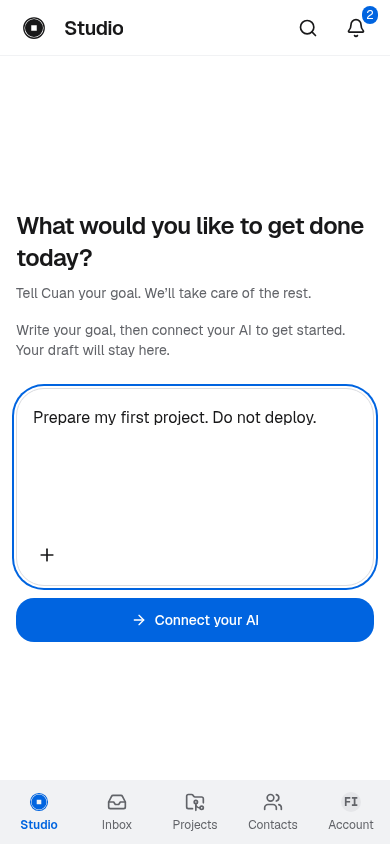 Studio
2
What would you like to get done
today?
Tell Cuan your goal. We’ll take care of the rest.
Write your goal, then connect your AI to get started.
Your draft will stay here.
Prepare my first project. Do not deploy.
Connect your AI
FI
Studio
Inbox
Projects
Contacts
Account